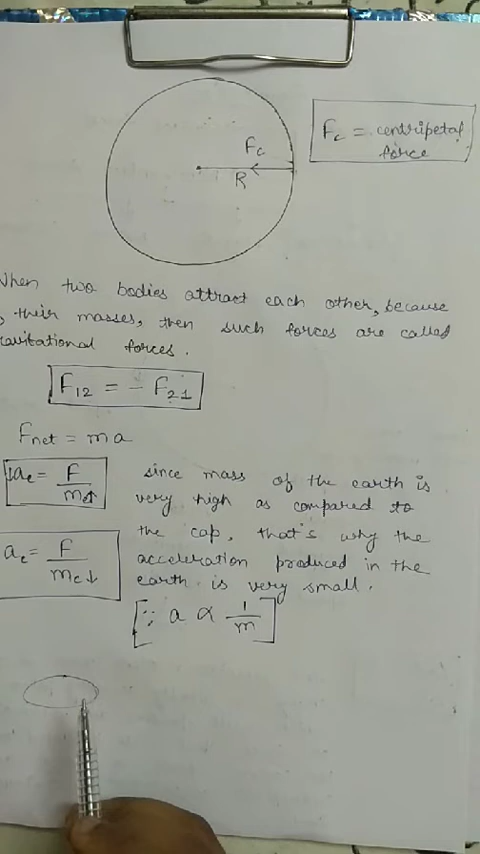 Fc
R
Fc = centripetal
force
When two bodies attract each other, because
their masses, then such forces are called
gravitational forces.
F12 = - F21
Fnet = ma
↓ae = F/me↑
ac = F/mc↓
since mass of the earth is
very high as compared to
the cap, that's why the
acceleration produced in the
earth is very small.
[∵ a ∝ 1/m]